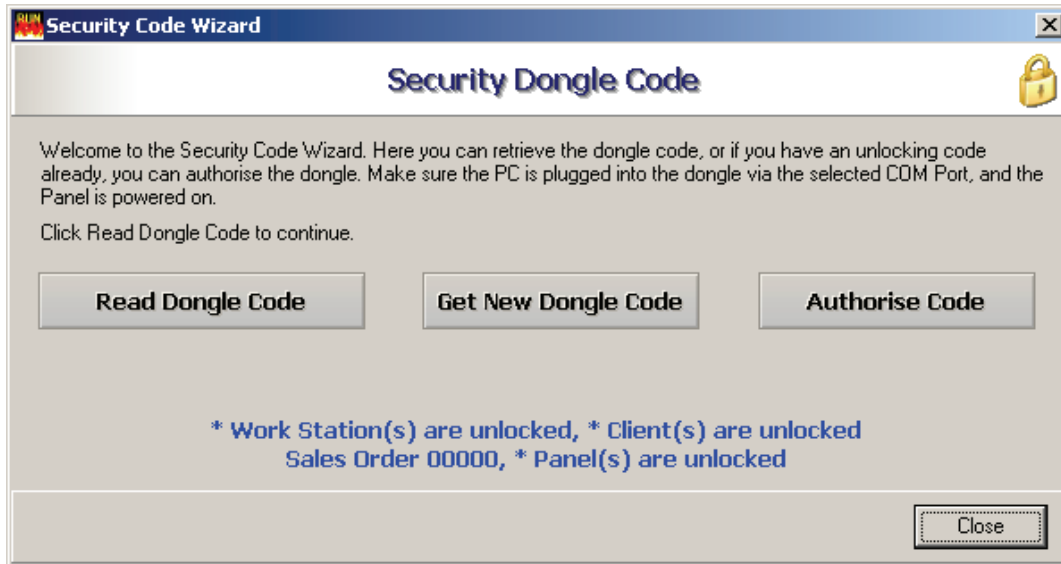 RUN
Security Code Wizard
Security Dongle Code
Welcome to the Security Code Wizard. Here you can retrieve the dongle code, or if you have an unlocking code
already, you can authorise the dongle. Make sure the PC is plugged into the dongle via the selected COM Port, and the
Panel is powered on.
Click Read Dongle Code to continue.
Read Dongle Code
Get New Dongle Code
Authorise Code
* Work Station(s) are unlocked, * Client(s) are unlocked
Sales Order 00000, * Panel(s) are unlocked
Close